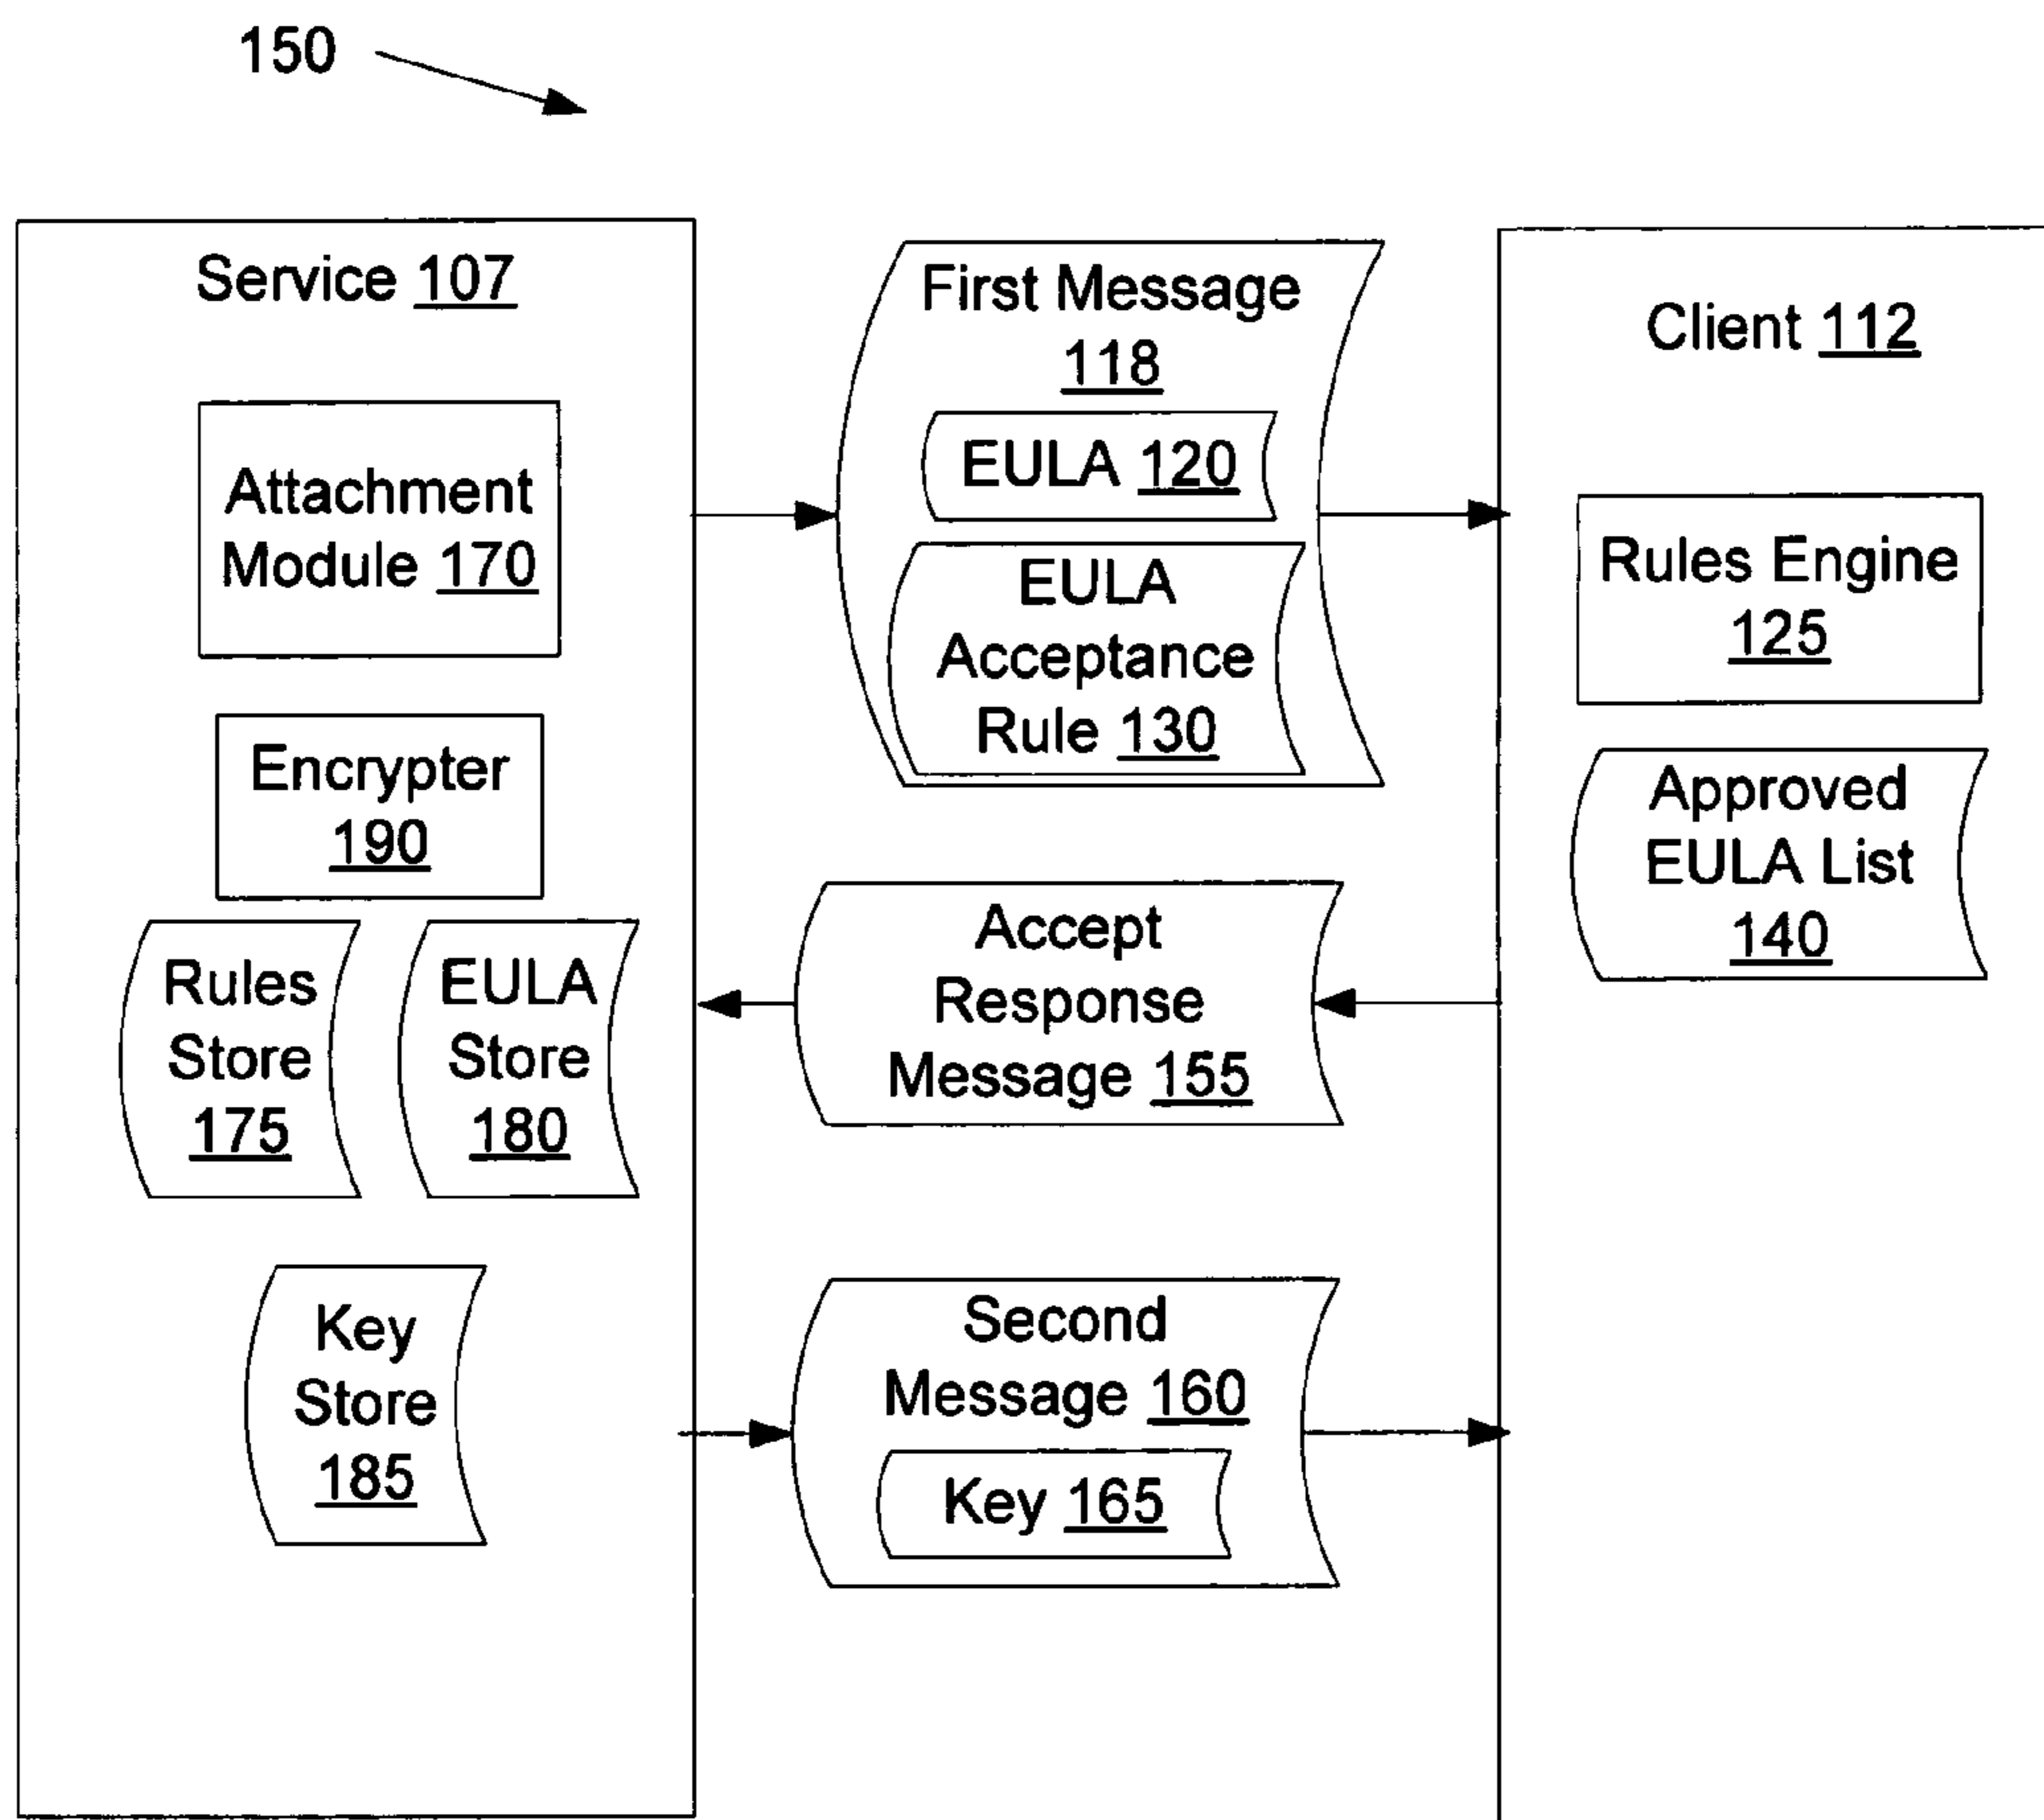 150
Service 107
Attachment
Module 170
Encrypter
190
Rules
Store
175
EULA
Store
180
Key
Store
185
First Message
118
EULA 120
EULA
Acceptance
Rule 130
Accept
Response
Message 155
Second
Message 160
Key 165
Client 112
Rules Engine
125
Approved
EULA List
140